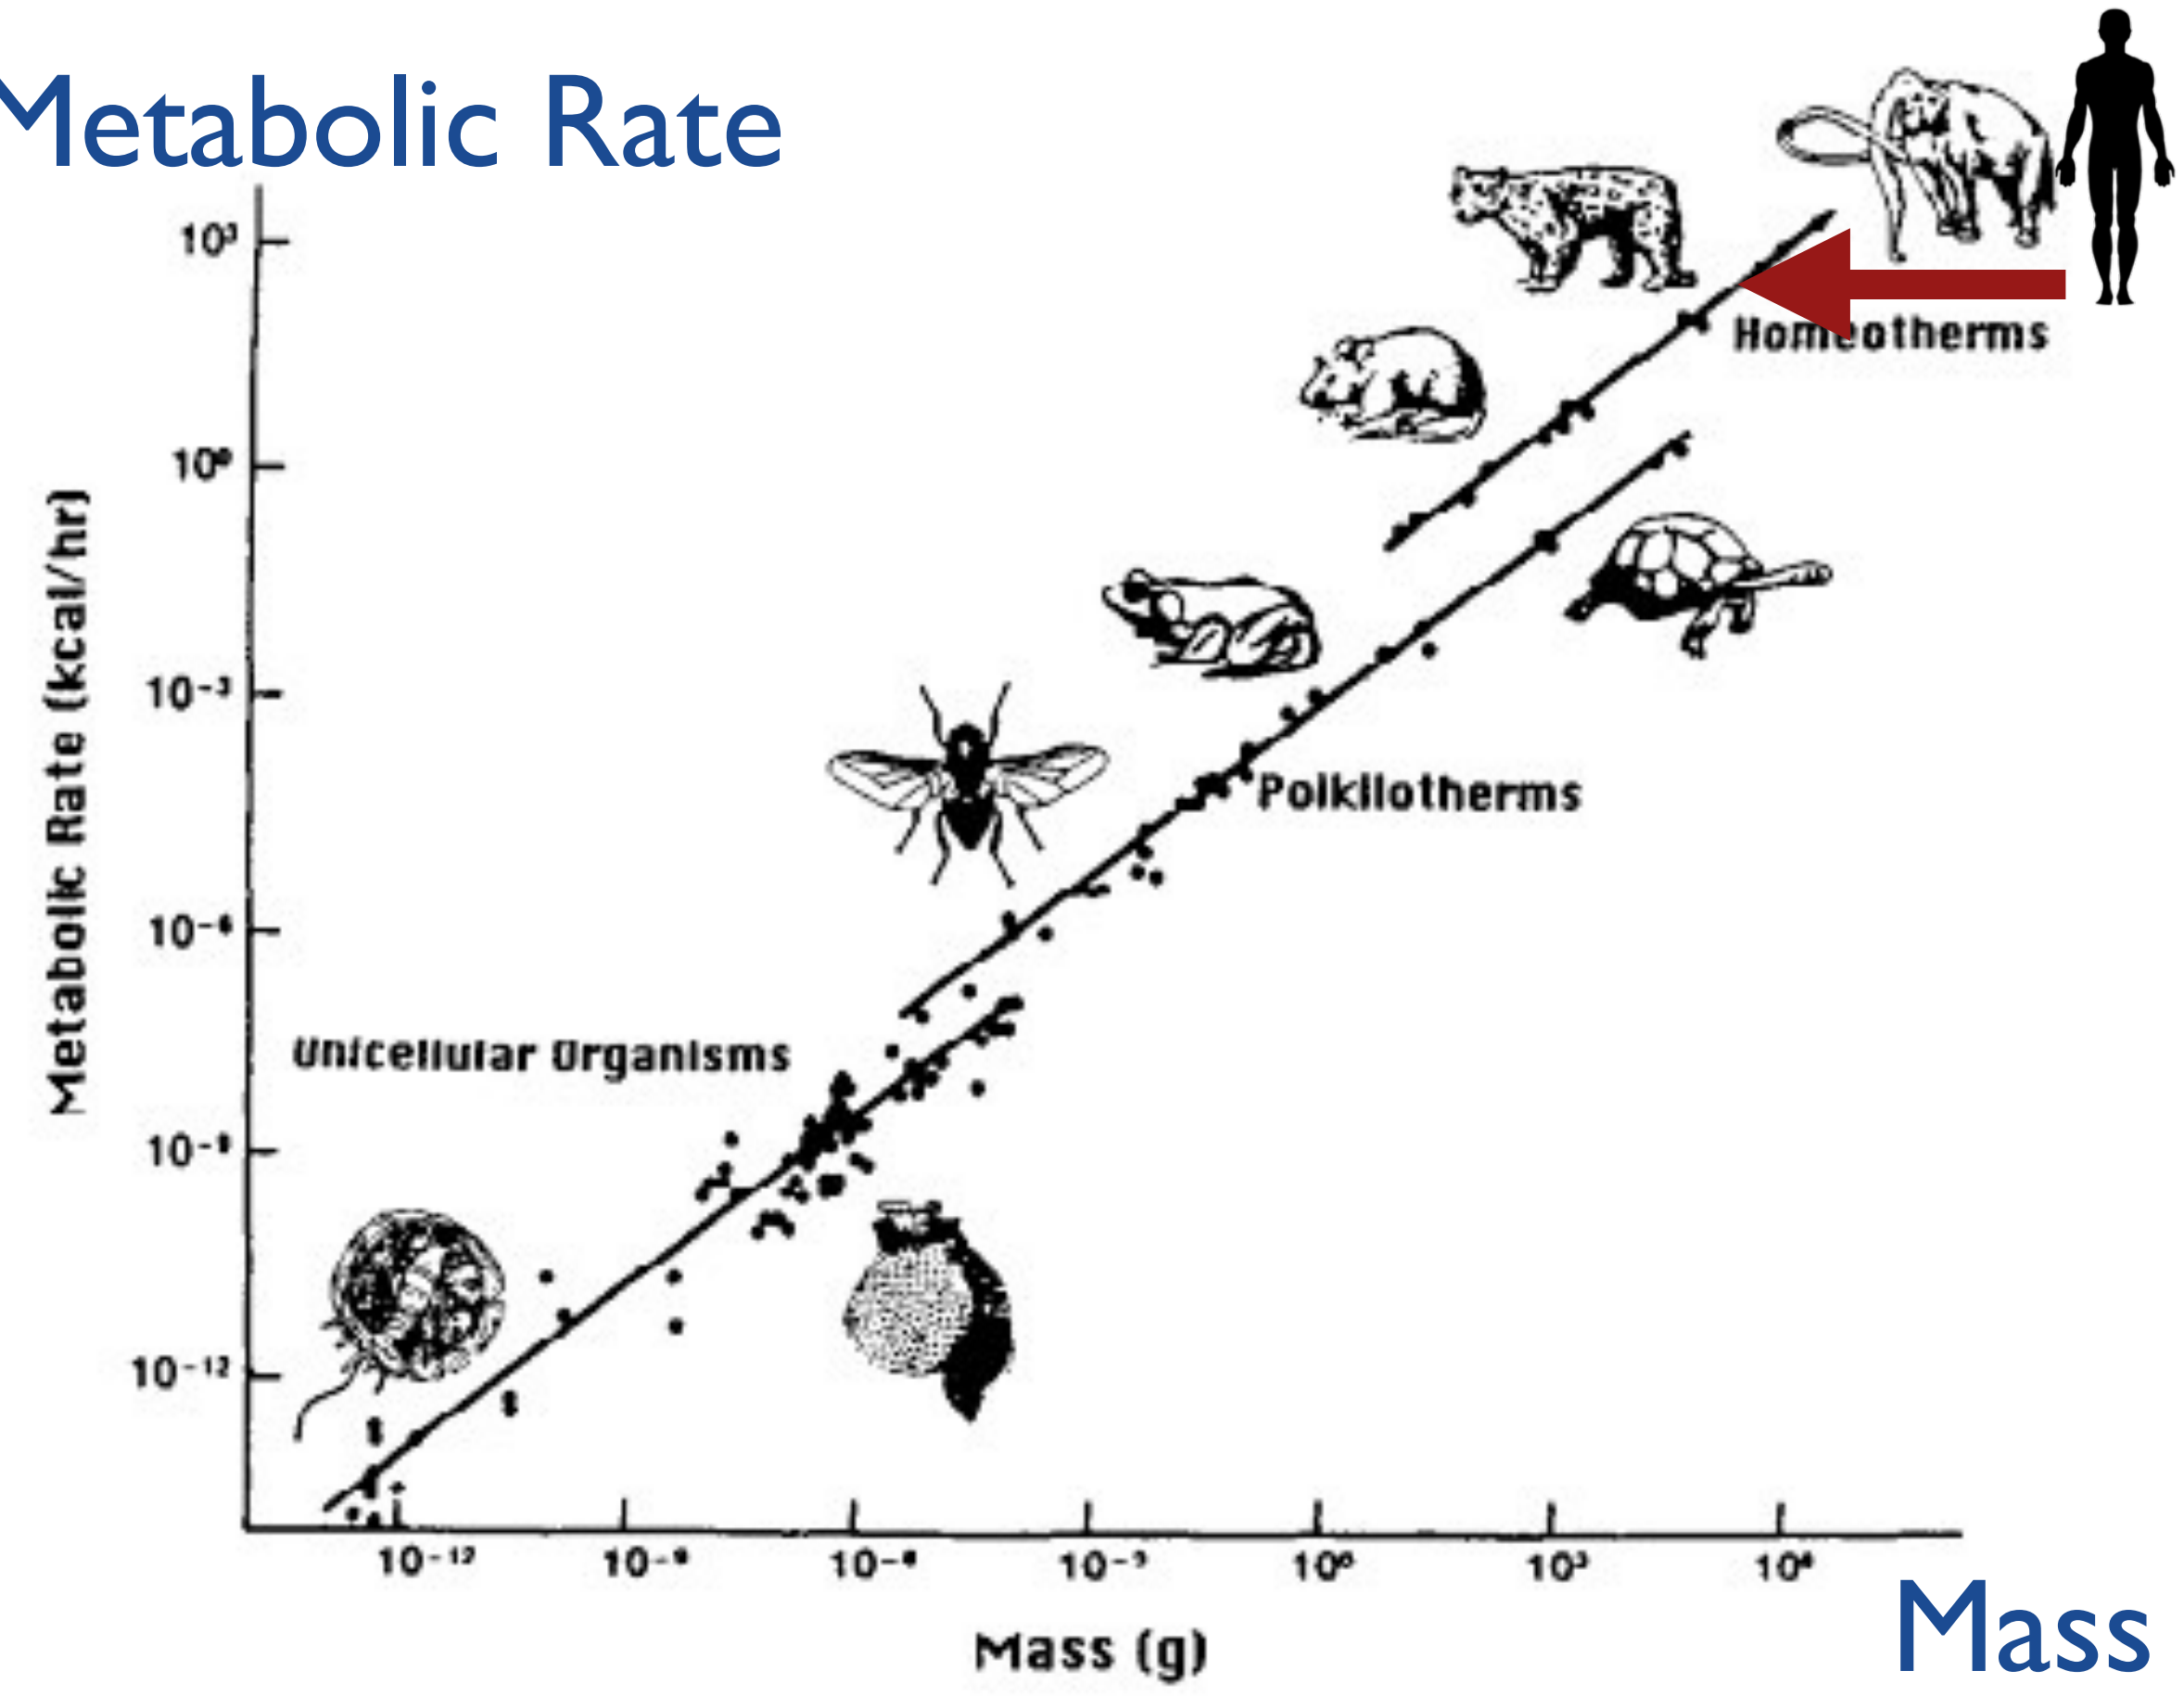 Metabolic Rate
10³
10⁰
10⁻³
10⁻⁶
10⁻⁹
10⁻¹²
Metabolic Rate (kcal/hr)
Homeotherms
Poikilotherms
Unicellular Organisms
10⁻¹²
10⁻⁹
10⁻⁶
10⁻³
10⁰
10³
10⁶
Mass (g)
Mass